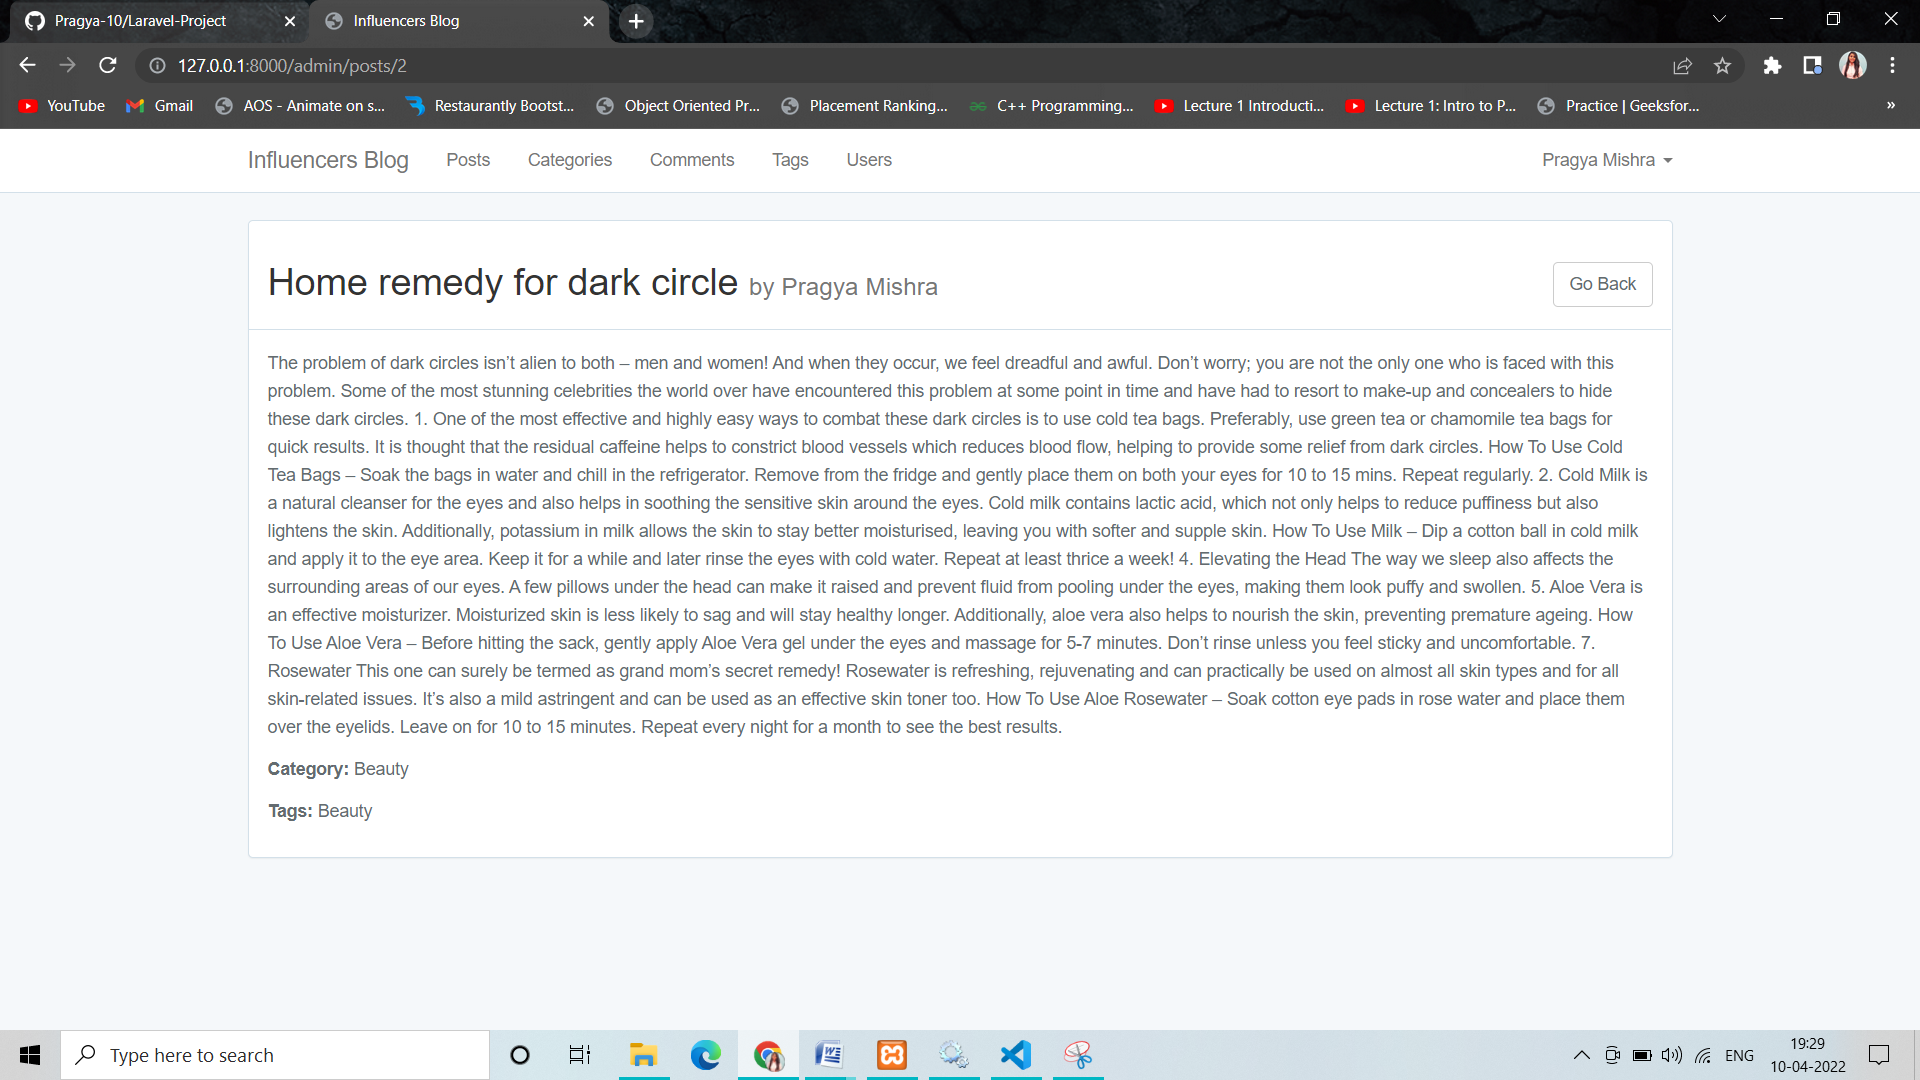 Pragya-10/Laravel-Project
Influencers Blog
127.0.0.1:8000/admin/posts/2
YouTube
Gmail
AOS - Animate on s...
Restaurantly Bootst...
Object Oriented Pr...
Placement Ranking...
C++ Programming...
Lecture 1 Introducti...
Lecture 1: Intro to P...
Practice | Geeksfor...
»
Influencers Blog
Posts
Categories
Comments
Tags
Users
Pragya Mishra
Home remedy for dark circle by Pragya Mishra
Go Back
The problem of dark circles isn’t alien to both – men and women! And when they occur, we feel dreadful and awful. Don’t worry; you are not the only one who is faced with this
problem. Some of the most stunning celebrities the world over have encountered this problem at some point in time and have had to resort to make-up and concealers to hide
these dark circles. 1. One of the most effective and highly easy ways to combat these dark circles is to use cold tea bags. Preferably, use green tea or chamomile tea bags for
quick results. It is thought that the residual caffeine helps to constrict blood vessels which reduces blood flow, helping to provide some relief from dark circles. How To Use Cold
Tea Bags – Soak the bags in water and chill in the refrigerator. Remove from the fridge and gently place them on both your eyes for 10 to 15 mins. Repeat regularly. 2. Cold Milk is
a natural cleanser for the eyes and also helps in soothing the sensitive skin around the eyes. Cold milk contains lactic acid, which not only helps to reduce puffiness but also
lightens the skin. Additionally, potassium in milk allows the skin to stay better moisturised, leaving you with softer and supple skin. How To Use Milk – Dip a cotton ball in cold milk
and apply it to the eye area. Keep it for a while and later rinse the eyes with cold water. Repeat at least thrice a week! 4. Elevating the Head The way we sleep also affects the
surrounding areas of our eyes. A few pillows under the head can make it raised and prevent fluid from pooling under the eyes, making them look puffy and swollen. 5. Aloe Vera is
an effective moisturizer. Moisturized skin is less likely to sag and will stay healthy longer. Additionally, aloe vera also helps to nourish the skin, preventing premature ageing. How
To Use Aloe Vera – Before hitting the sack, gently apply Aloe Vera gel under the eyes and massage for 5-7 minutes. Don’t rinse unless you feel sticky and uncomfortable. 7.
Rosewater This one can surely be termed as grand mom’s secret remedy! Rosewater is refreshing, rejuvenating and can practically be used on almost all skin types and for all
skin-related issues. It’s also a mild astringent and can be used as an effective skin toner too. How To Use Aloe Rosewater – Soak cotton eye pads in rose water and place them
over the eyelids. Leave on for 10 to 15 minutes. Repeat every night for a month to see the best results.
Category: Beauty
Tags: Beauty
Type here to search
ENG
19:29
10-04-2022